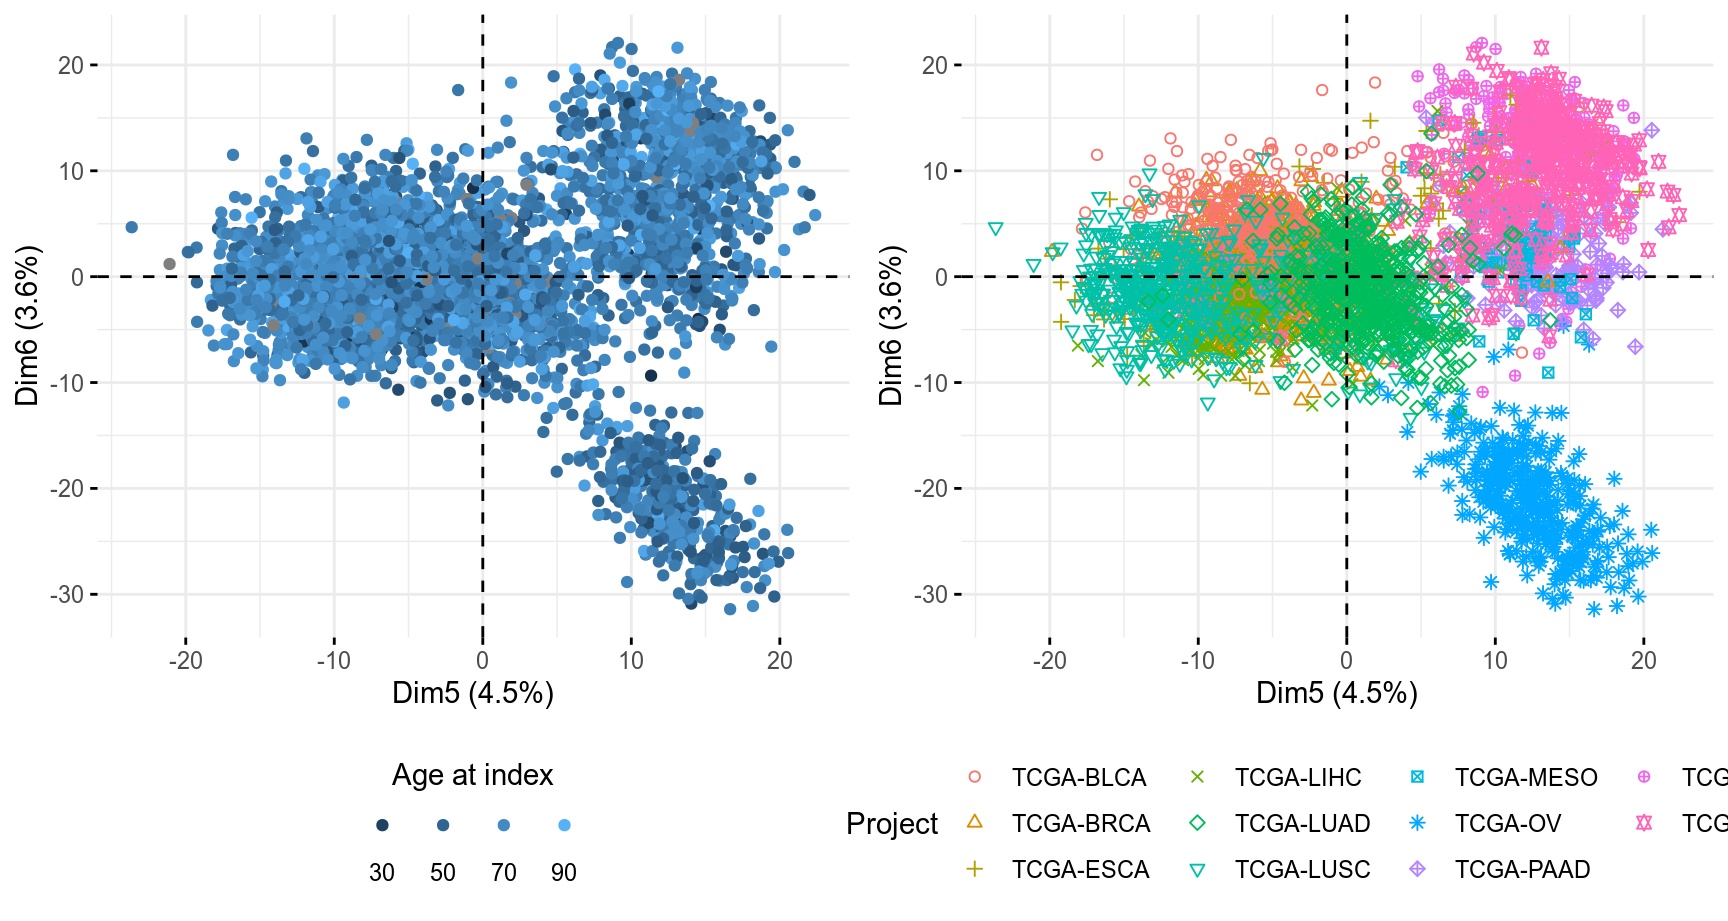 20
10
0
-10
-20
-30
Dim6 (3.6%)
-20 -10 0 10 20
Dim5 (4.5%)
Age at index
30 50 70 90
20
10
0
-10
-20
-30
Dim6 (3.6%)
-20 -10 0 10 20
Dim5 (4.5%)
Project
TCGA-BLCA TCGA-LIHC TCGA-MESO TCG
TCGA-BRCA TCGA-LUAD TCGA-OV TCG
TCGA-ESCA TCGA-LUSC TCGA-PAAD